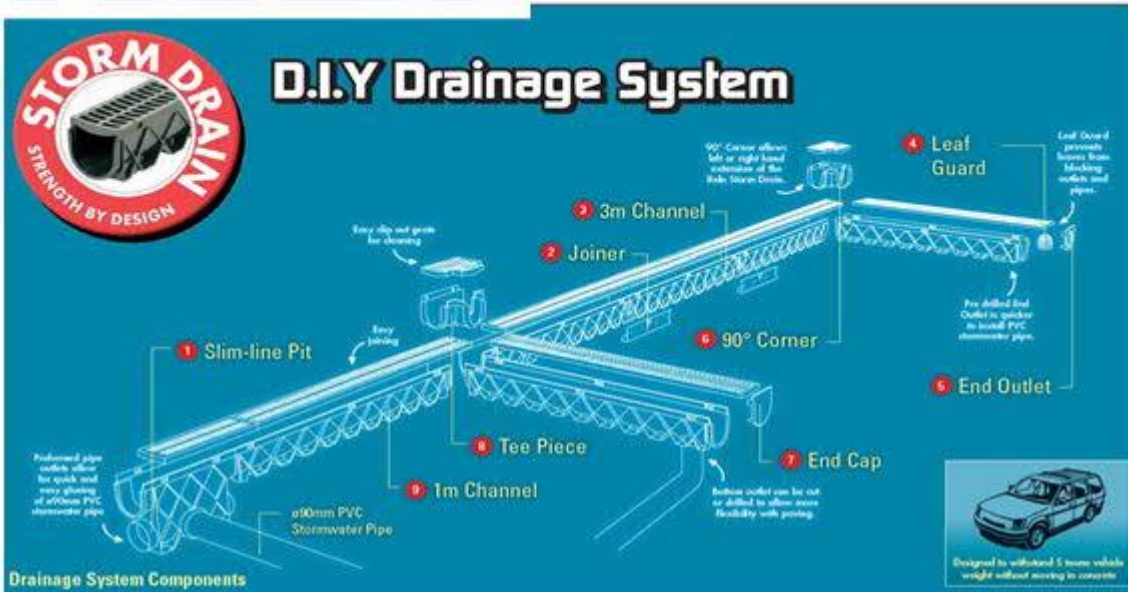 STORM DRAIN
STRENGTH BY DESIGN
D.I.Y Drainage System
90° Corner allows
left or right hand
extension of the
Reln Storm Drain.
4 Leaf
Guard
Leaf Guard
prevents
leaves from
blocking
outlets and
pipes.
3 3m Channel
Easy clip out grate
for cleaning
2 Joiner
Pre drilled End
Outlet is quicker
to install PVC
stormwater pipe.
Easy
joining
1 Slim-line Pit
6 90° Corner
5 End Outlet
8 Tee Piece
7 End Cap
Preformed pipe
outlets allow
for quick and
easy glueing
of ø90mm PVC
stormwater pipe
9 1m Channel
Bottom outlet can be cut
or drilled to allow more
flexibility with paving.
ø90mm PVC
Stormwater Pipe
Designed to withstand 5 tonne vehicle
weight without moving in concrete
Drainage System Components